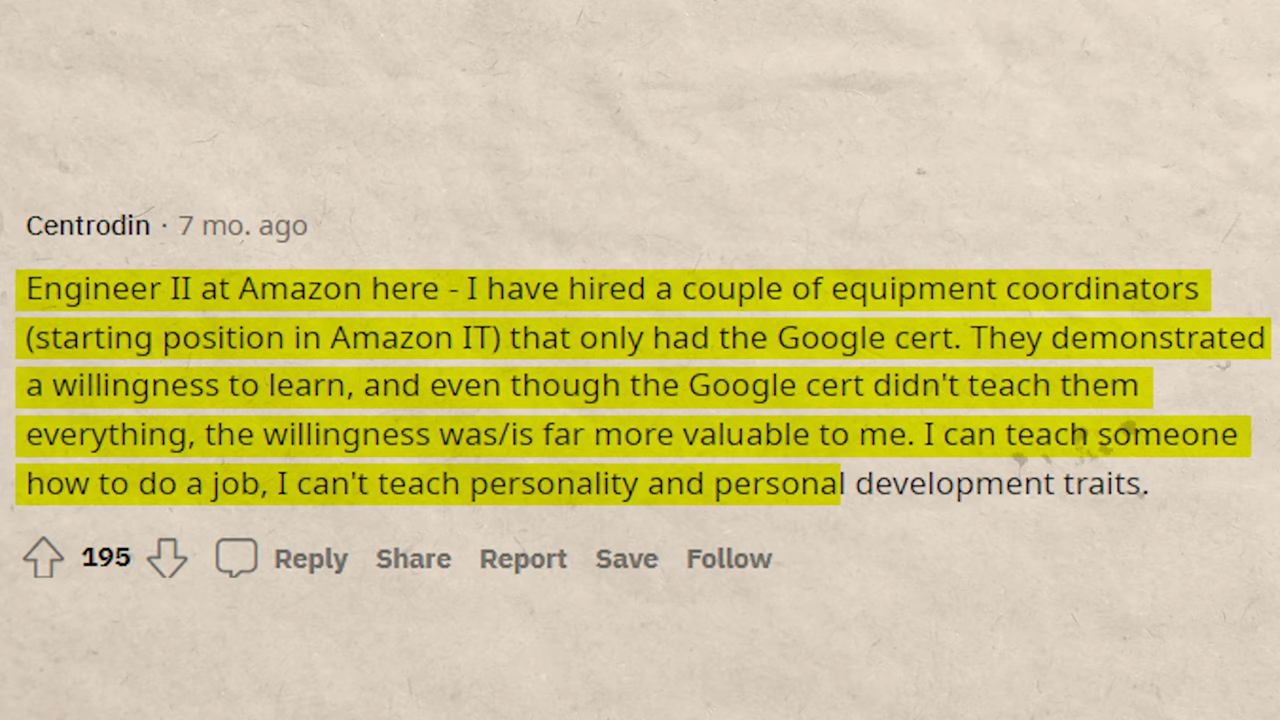 Centrodin · 7 mo. ago
Engineer II at Amazon here - I have hired a couple of equipment coordinators
(starting position in Amazon IT) that only had the Google cert. They demonstrated
a willingness to learn, and even though the Google cert didn't teach them
everything, the willingness was/is far more valuable to me. I can teach someone
how to do a job, I can't teach personality and personal development traits.
195 Reply Share Report Save Follow